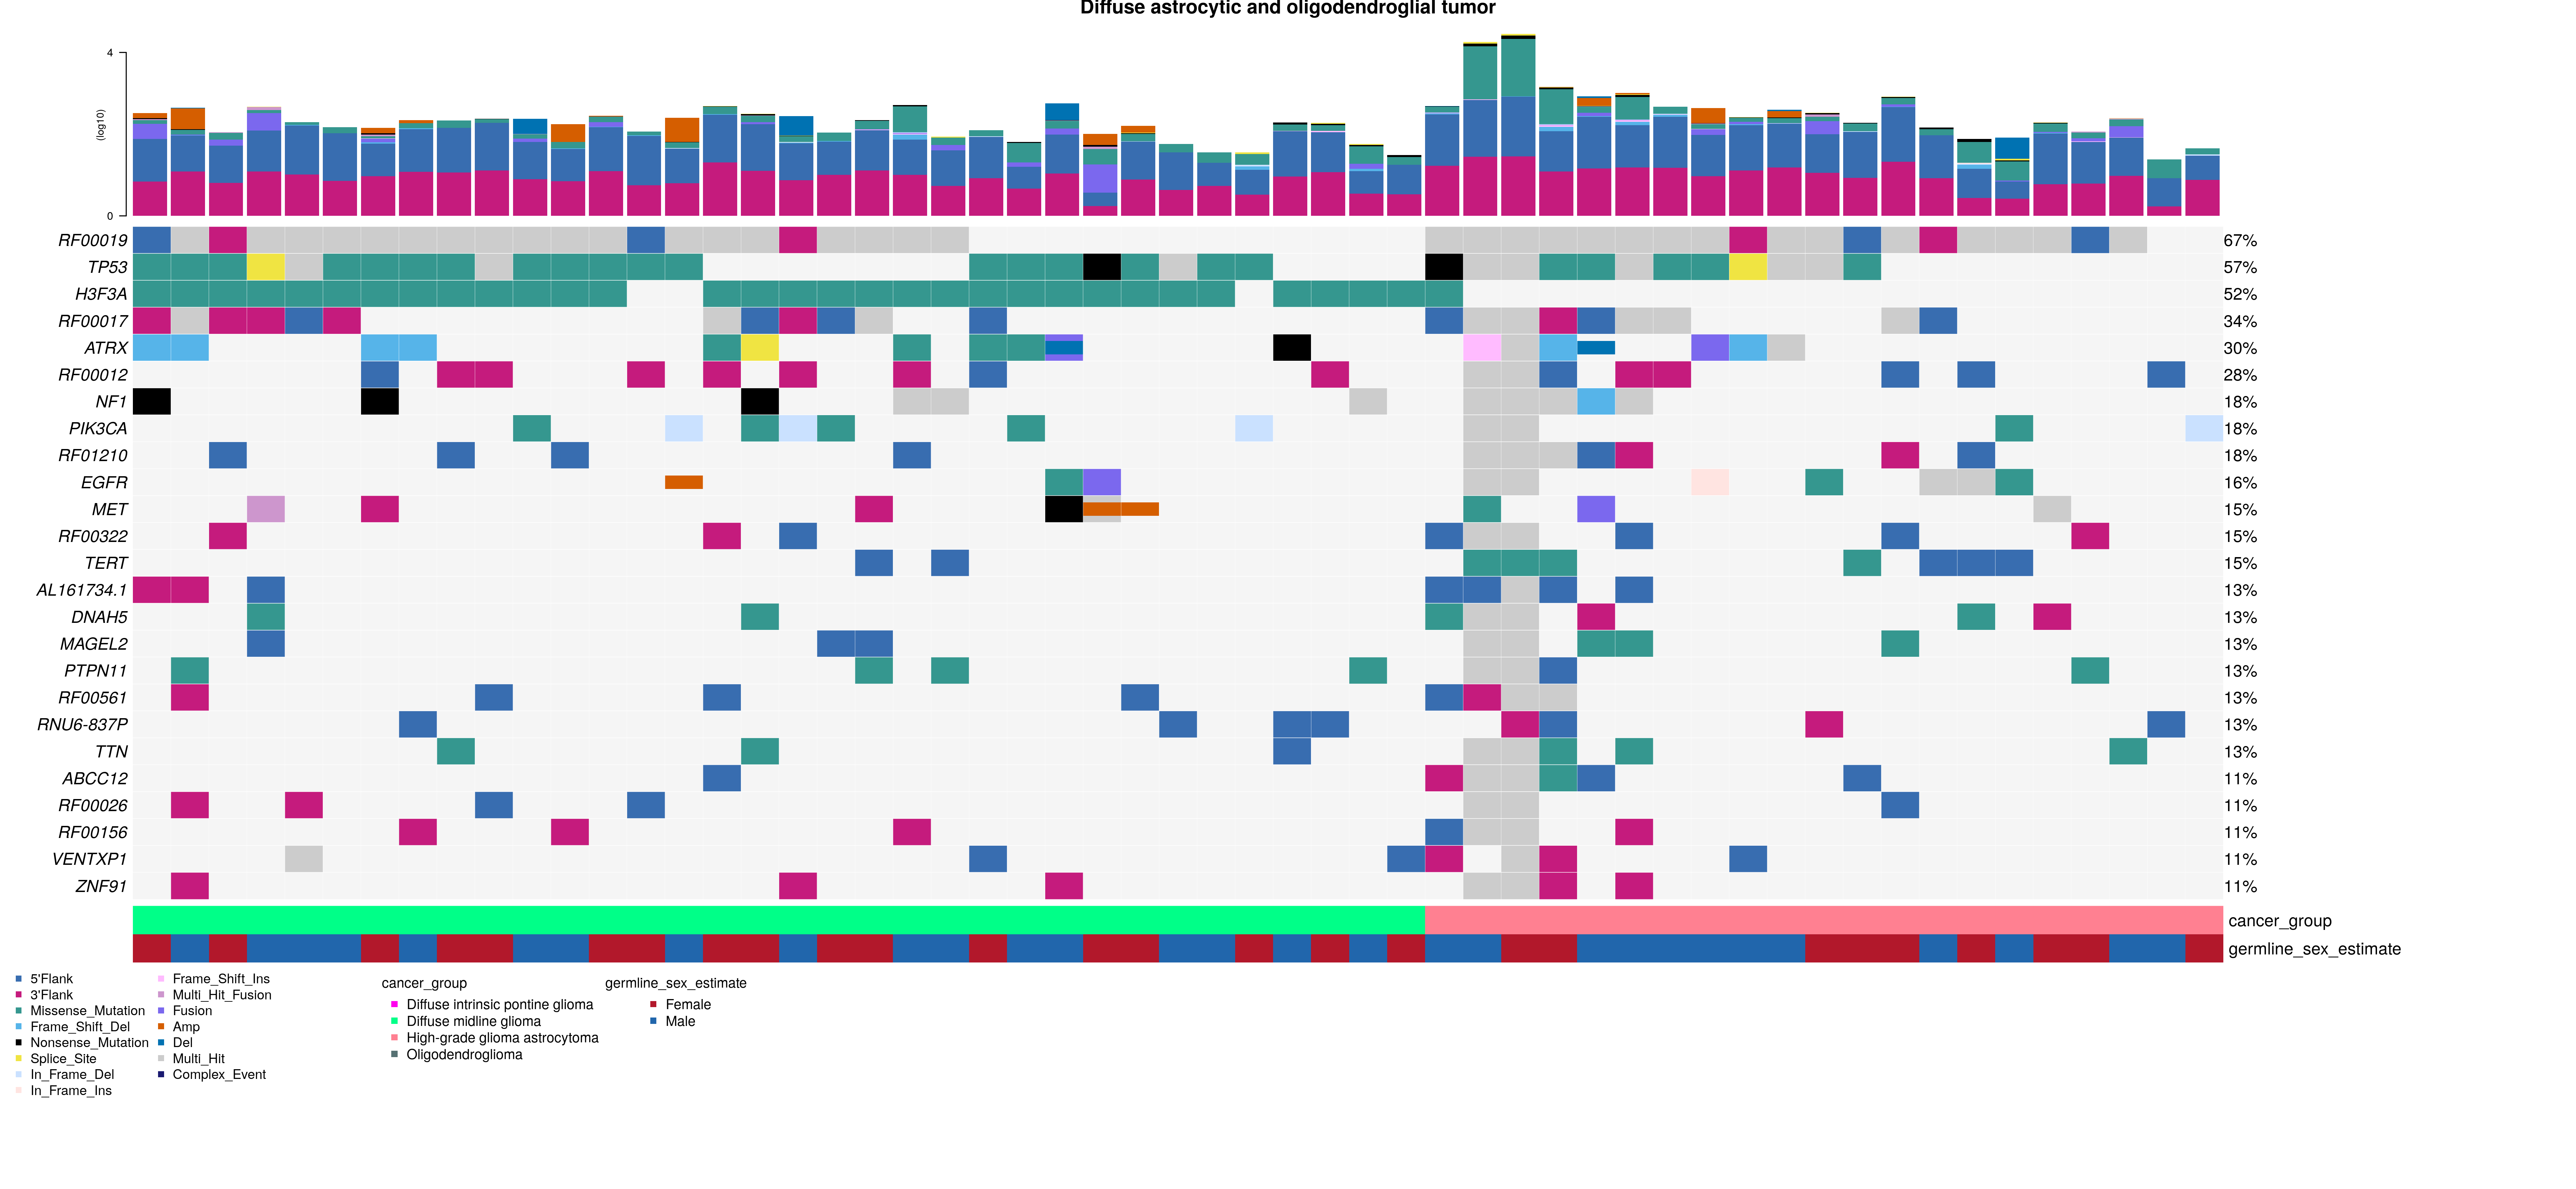 Diffuse astrocytic and oligodendroglial tumor
4
(log10)
0
RF00019 67%
TP53 57%
H3F3A 52%
RF00017 34%
ATRX 30%
RF00012 28%
NF1 18%
PIK3CA 18%
RF01210 18%
EGFR 16%
MET 15%
RF00322 15%
TERT 15%
AL161734.1 13%
DNAH5 13%
MAGEL2 13%
PTPN11 13%
RF00561 13%
RNU6-837P 13%
TTN 13%
ABCC12 11%
RF00026 11%
RF00156 11%
VENTXP1 11%
ZNF91 11%
cancer_group
germline_sex_estimate
5'Flank
3'Flank
Missense_Mutation
Frame_Shift_Del
Nonsense_Mutation
Splice_Site
In_Frame_Del
In_Frame_Ins
Frame_Shift_Ins
Multi_Hit_Fusion
Fusion
Amp
Del
Multi_Hit
Complex_Event
cancer_group
Diffuse intrinsic pontine glioma
Diffuse midline glioma
High-grade glioma astrocytoma
Oligodendroglioma
germline_sex_estimate
Female
Male